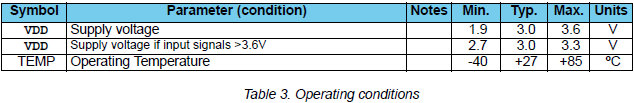 Symbol Parameter (condition) Notes Min. Typ. Max. Units
VDD Supply voltage 1.9 3.0 3.6 V
VDD Supply voltage if input signals >3.6V 2.7 3.0 3.3 V
TEMP Operating Temperature -40 +27 +85 ºC
Table 3. Operating conditions